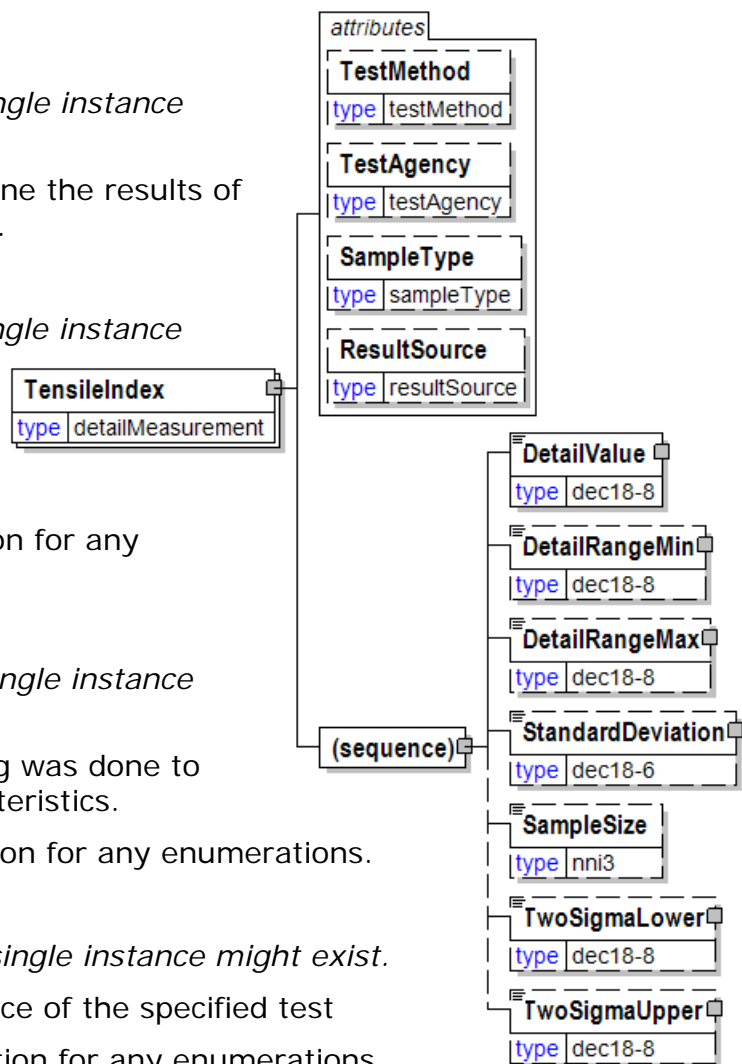 ngle instance
ne the results of
.
ngle instance
on for any
ngle instance
g was done to
teristics.
on for any enumerations.
single instance might exist.
ce of the specified test
tion for any enumerations
TensileIndex
type detailMeasurement
attributes
TestMethod
type testMethod
TestAgency
type testAgency
SampleType
type sampleType
ResultSource
type resultSource
(sequence)
DetailValue
type dec18-8
DetailRangeMin
type dec18-8
DetailRangeMax
type dec18-8
StandardDeviation
type dec18-6
SampleSize
type nni3
TwoSigmaLower
type dec18-8
TwoSigmaUpper
type dec18-8